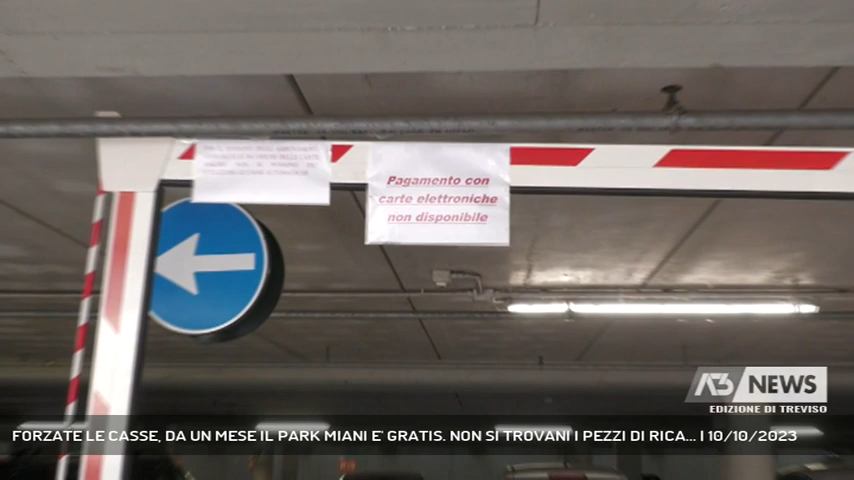 Pagamento con
carte elettroniche
non disponibile
A3 NEWS
EDIZIONE DI TREVISO
FORZATE LE CASSE, DA UN MESE IL PARK MIANI E' GRATIS. NON SI TROVANI I PEZZI DI RICA... | 10/10/2023